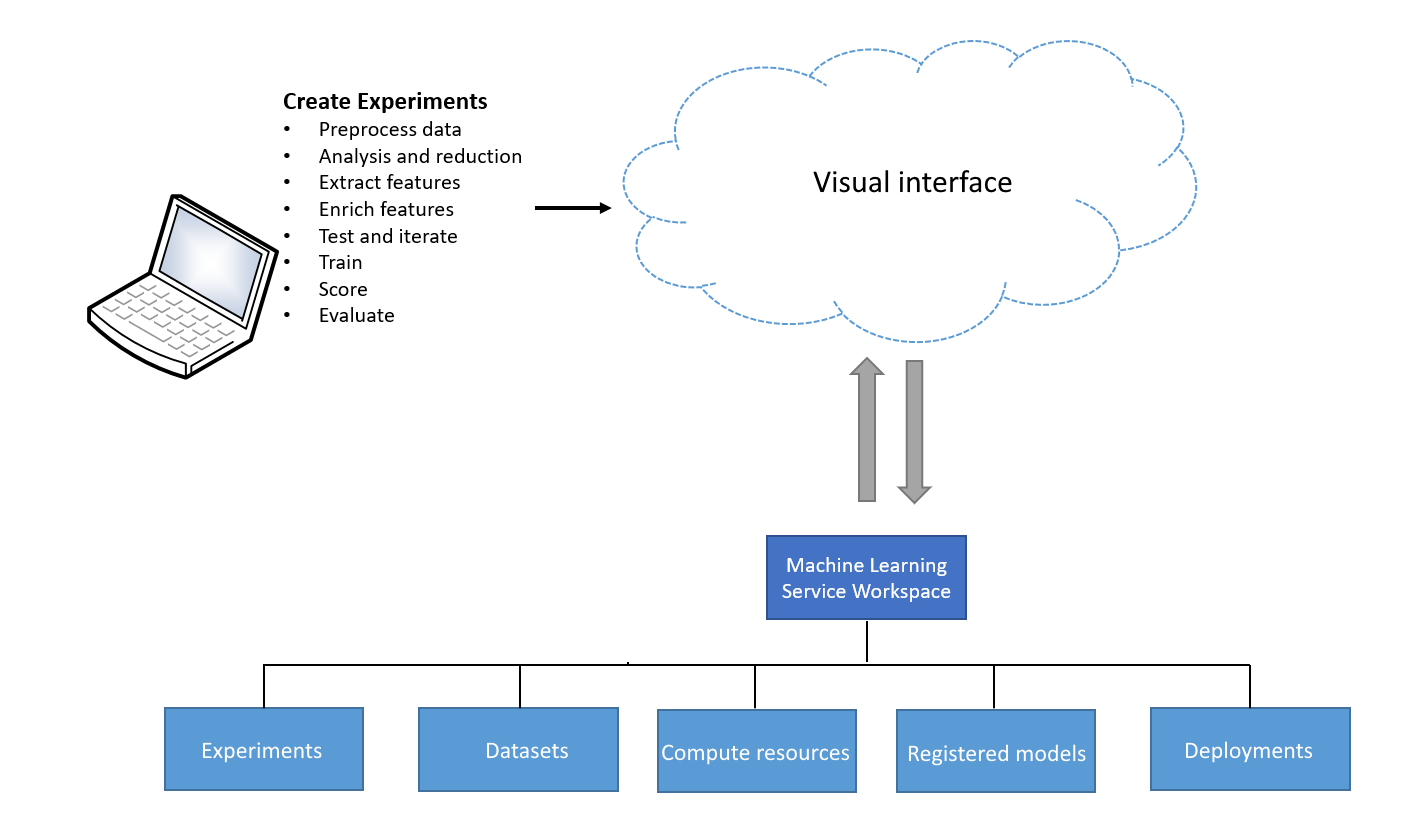 Create Experiments
• Preprocess data
• Analysis and reduction
• Extract features
• Enrich features
• Test and iterate
• Train
• Score
• Evaluate
Visual interface
Machine Learning
Service Workspace
Experiments
Datasets
Compute resources
Registered models
Deployments